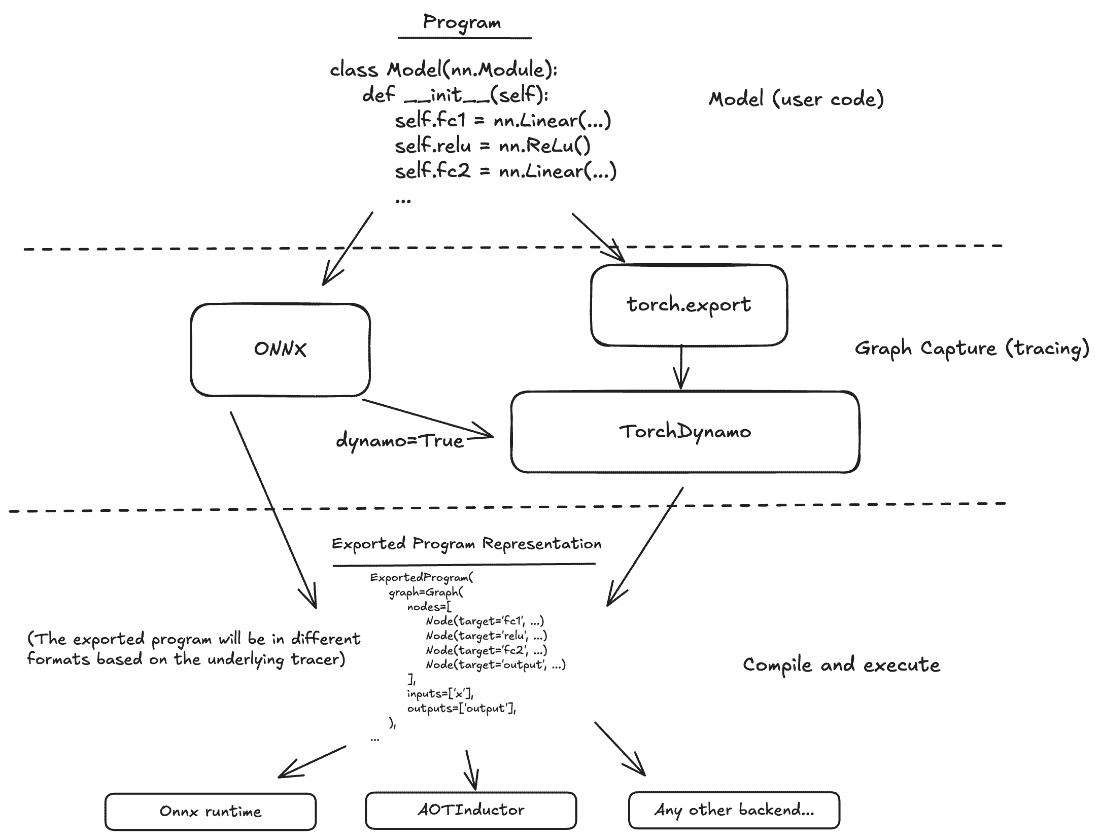 Program
class Model(nn.Module):
def __init__(self):
self.fc1 = nn.Linear(...)
self.relu = nn.ReLu()
self.fc2 = nn.Linear(...)
...
Model (user code)
torch.export
ONNX
Graph Capture (tracing)
dynamo=True
TorchDynamo
Exported Program Representation
ExportedProgram(
graph=Graph(
nodes=[
Node(target='fc1', ...)
Node(target='relu', ...)
Node(target='fc2', ...)
Node(target='output', ...)
],
inputs=['x'],
outputs=['output'],
),
...
(The exported program will be in different
formats based on the underlying tracer)
Compile and execute
Onnx runtime
AOTInductor
Any other backend...